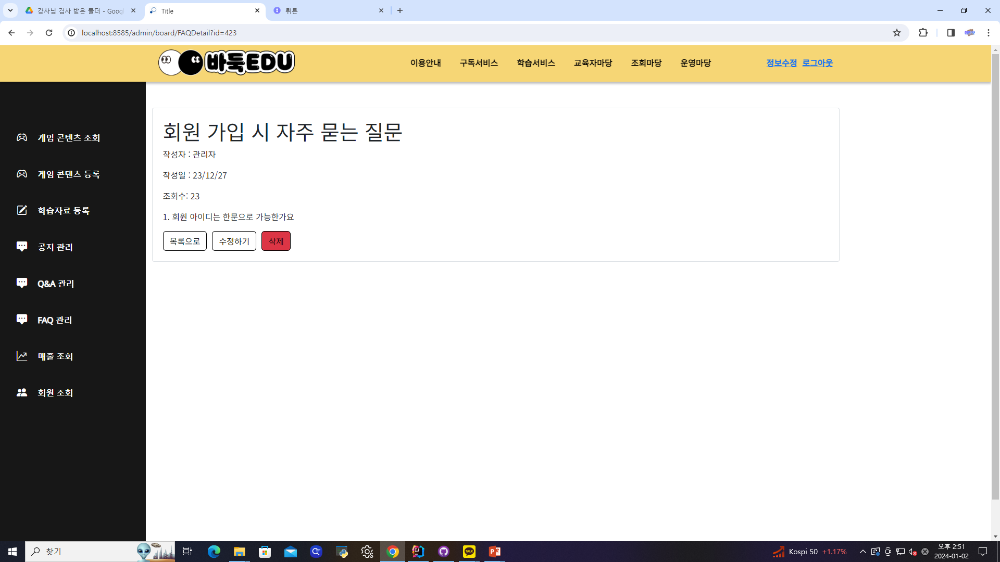 강사님 검사 받은 폴더 - Goog
Title
뤼튼
localhost:8585/admin/board/FAQDetail?id=423
바둑EDU
이용안내 구독서비스 학습서비스 교육자마당 조회마당 운영마당
정보수정 로그아웃
게임 콘텐츠 조회
게임 콘텐츠 등록
학습자료 등록
공지 관리
Q&A 관리
FAQ 관리
매출 조회
회원 조회
회원 가입 시 자주 묻는 질문
작성자 : 관리자
작성일 : 23/12/27
조회수: 23
1. 회원 아이디는 한문으로 가능한가요
목록으로 수정하기 삭제
찾기
Kospi 50 +1.17%
오후 2:51
2024-01-02